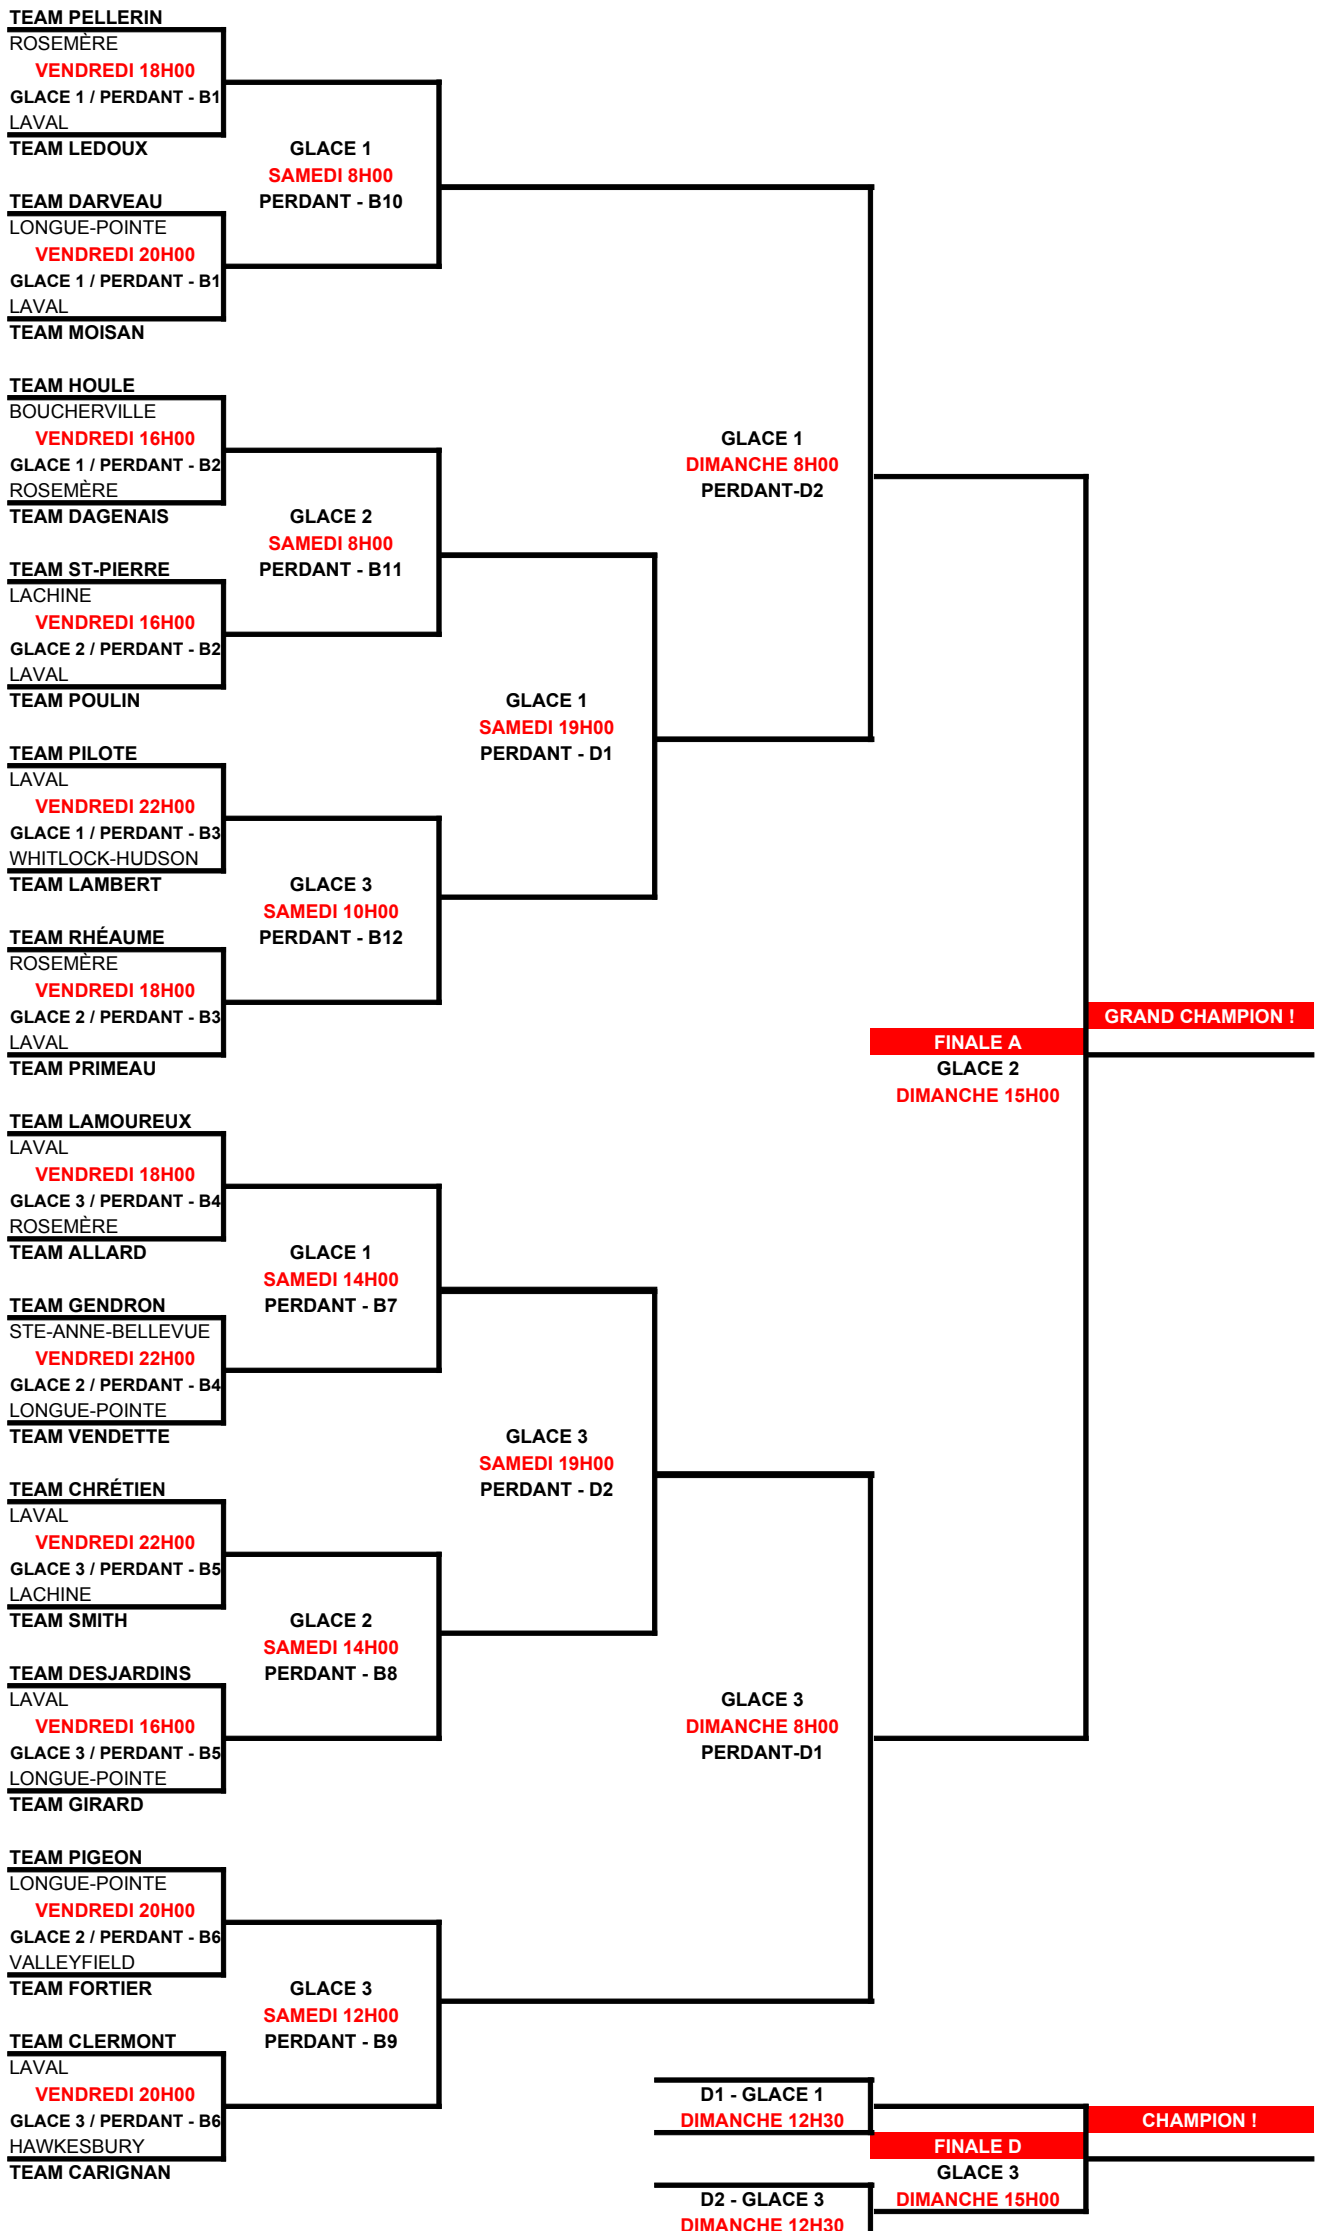 TEAM PELLERIN
ROSEMÈRE
VENDREDI 18H00
GLACE 1 / PERDANT - B1
LAVAL
TEAM LEDOUX
GLACE 1
SAMEDI 8H00
PERDANT - B10
TEAM DARVEAU
LONGUE-POINTE
VENDREDI 20H00
GLACE 1 / PERDANT - B1
LAVAL
TEAM MOISAN
TEAM HOULE
BOUCHERVILLE
VENDREDI 16H00
GLACE 1 / PERDANT - B2
ROSEMÈRE
TEAM DAGENAIS
GLACE 2
SAMEDI 8H00
PERDANT - B11
GLACE 1
DIMANCHE 8H00
PERDANT-D2
TEAM ST-PIERRE
LACHINE
VENDREDI 16H00
GLACE 2 / PERDANT - B2
LAVAL
TEAM POULIN
GLACE 1
SAMEDI 19H00
PERDANT - D1
TEAM PILOTE
LAVAL
VENDREDI 22H00
GLACE 1 / PERDANT - B3
WHITLOCK-HUDSON
TEAM LAMBERT
GLACE 3
SAMEDI 10H00
PERDANT - B12
TEAM RHÉAUME
ROSEMÈRE
VENDREDI 18H00
GLACE 2 / PERDANT - B3
LAVAL
TEAM PRIMEAU
GRAND CHAMPION !
FINALE A
GLACE 2
DIMANCHE 15H00
TEAM LAMOUREUX
LAVAL
VENDREDI 18H00
GLACE 3 / PERDANT - B4
ROSEMÈRE
TEAM ALLARD
GLACE 1
SAMEDI 14H00
PERDANT - B7
TEAM GENDRON
STE-ANNE-BELLEVUE
VENDREDI 22H00
GLACE 2 / PERDANT - B4
LONGUE-POINTE
TEAM VENDETTE
GLACE 3
SAMEDI 19H00
PERDANT - D2
TEAM CHRÉTIEN
LAVAL
VENDREDI 22H00
GLACE 3 / PERDANT - B5
LACHINE
TEAM SMITH
GLACE 2
SAMEDI 14H00
PERDANT - B8
TEAM DESJARDINS
LAVAL
VENDREDI 16H00
GLACE 3 / PERDANT - B5
LONGUE-POINTE
TEAM GIRARD
GLACE 3
DIMANCHE 8H00
PERDANT-D1
TEAM PIGEON
LONGUE-POINTE
VENDREDI 20H00
GLACE 2 / PERDANT - B6
VALLEYFIELD
TEAM FORTIER
GLACE 3
SAMEDI 12H00
PERDANT - B9
TEAM CLERMONT
LAVAL
VENDREDI 20H00
GLACE 3 / PERDANT - B6
HAWKESBURY
TEAM CARIGNAN
D1 - GLACE 1
DIMANCHE 12H30
CHAMPION !
FINALE D
GLACE 3
DIMANCHE 15H00
D2 - GLACE 3
DIMANCHE 12H30